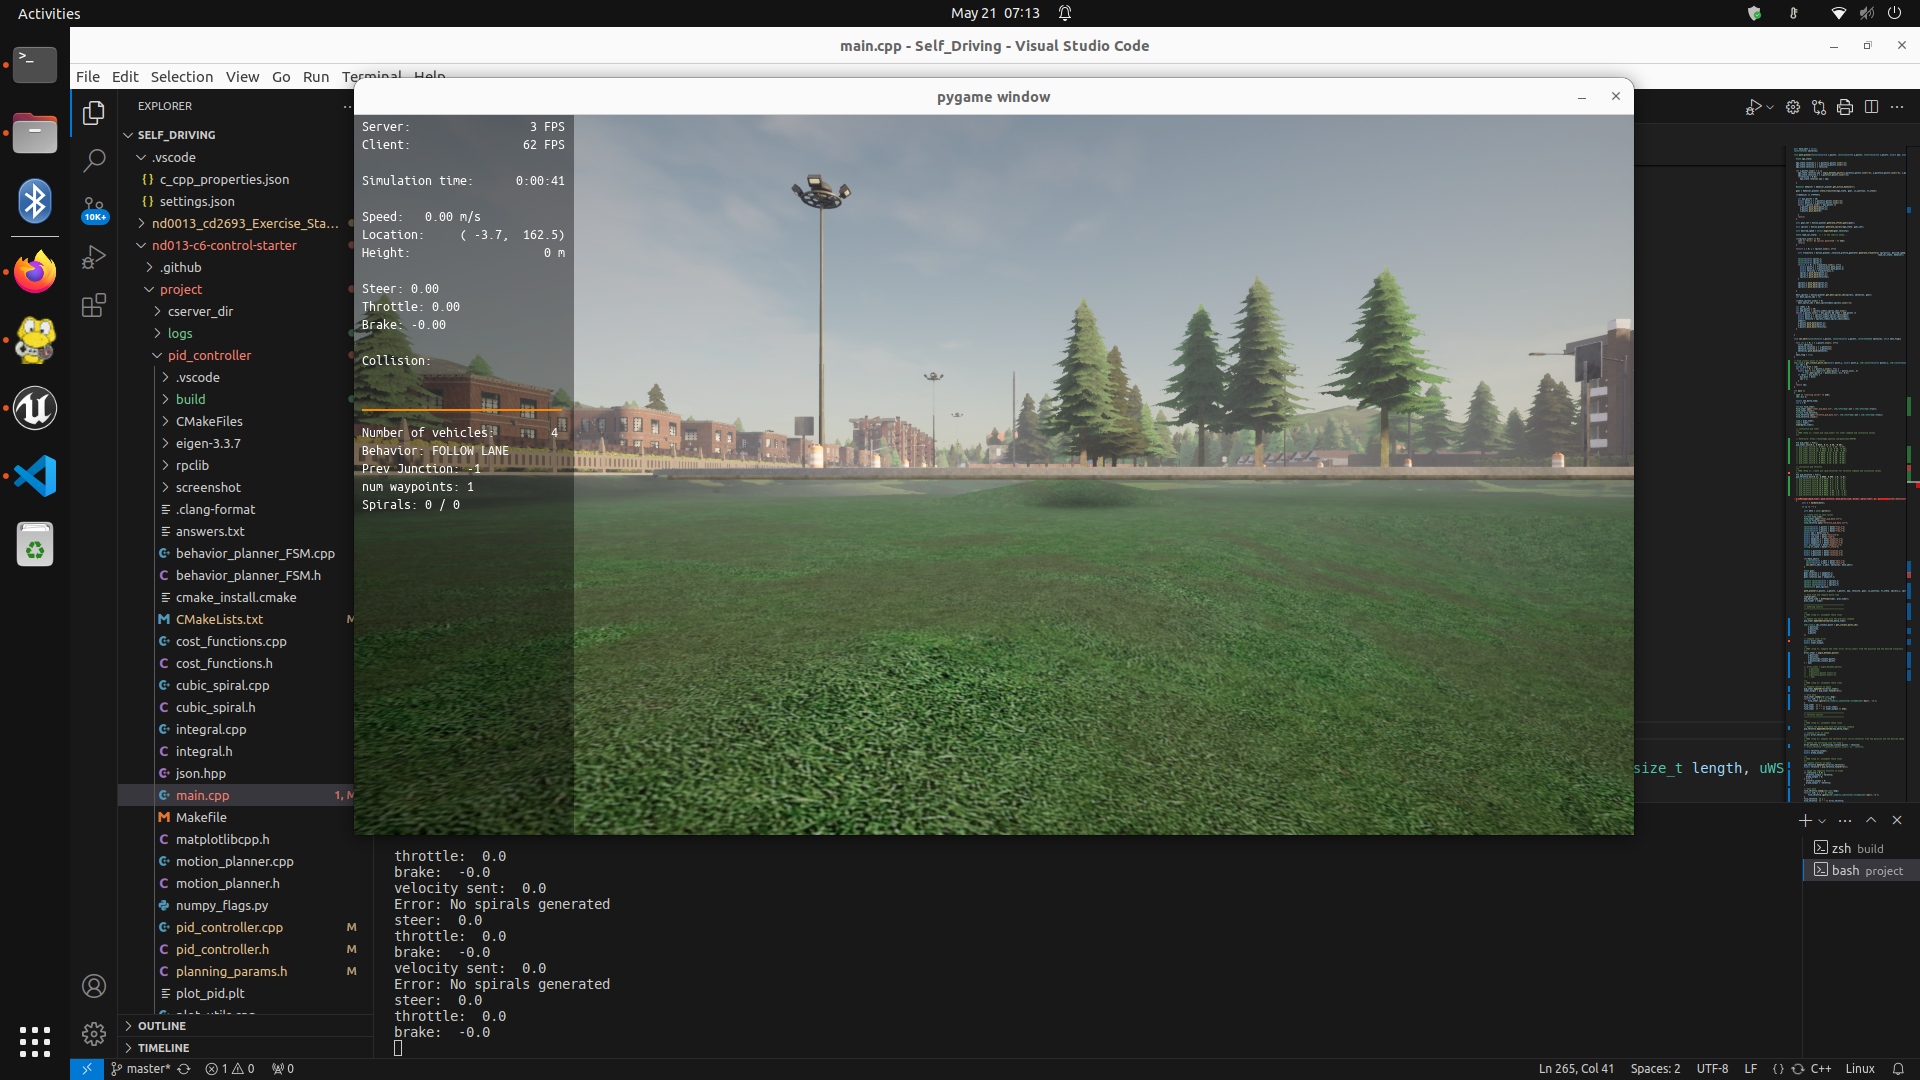 Activities
May 21 07:13
main.cpp - Self_Driving - Visual Studio Code
File Edit Selection View Go Run Terminal Help
EXPLORER
SELF_DRIVING
.vscode
c_cpp_properties.json
settings.json
nd0013_cd2693_Exercise_Sta...
nd013-c6-control-starter
.github
project
cserver_dir
logs
pid_controller
.vscode
build
CMakeFiles
eigen-3.3.7
rpclib
screenshot
.clang-format
answers.txt
behavior_planner_FSM.cpp
behavior_planner_FSM.h
cmake_install.cmake
CMakeLists.txt M
cost_functions.cpp
cost_functions.h
cubic_spiral.cpp
cubic_spiral.h
integral.cpp
integral.h
json.hpp
main.cpp 1, M
Makefile
matplotlibcpp.h
motion_planner.cpp
motion_planner.h
numpy_flags.py
pid_controller.cpp M
pid_controller.h M
planning_params.h M
plot_pid.plt
OUTLINE
TIMELINE
10K+
pygame window
Server: 3 FPS
Client: 62 FPS
Simulation time: 0:00:41
Speed: 0.00 m/s
Location: ( -3.7, 162.5)
Height: 0 m
Steer: 0.00
Throttle: 0.00
Brake: -0.00
Collision:
Number of vehicles: 4
Behavior: FOLLOW LANE
Prev Junction: -1
num waypoints: 1
Spirals: 0 / 0
size_t length, uWS
throttle: 0.0
brake: -0.0
velocity sent: 0.0
Error: No spirals generated
steer: 0.0
throttle: 0.0
brake: -0.0
velocity sent: 0.0
Error: No spirals generated
steer: 0.0
throttle: 0.0
brake: -0.0
zsh build
bash project
master* 1 0 0
Ln 265, Col 41 Spaces: 2 UTF-8 LF {} C++ Linux